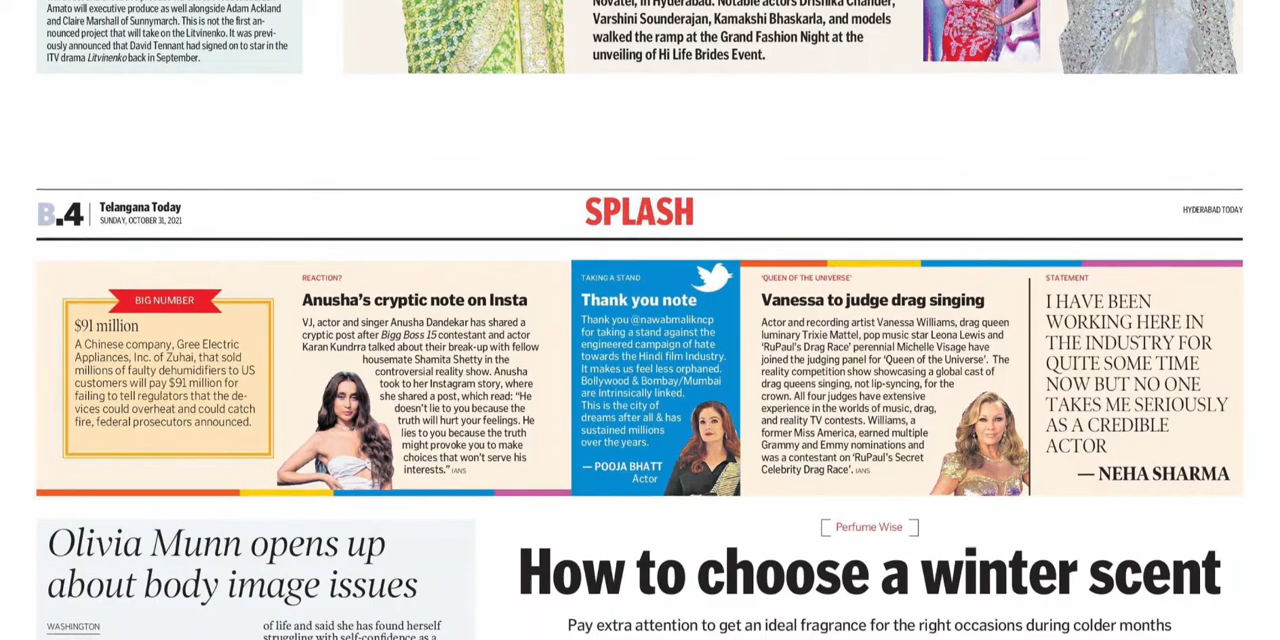 Amato will executive produce as well alongside Adam Ackland
and Claire Marshall of Sunnymarch. This is not the first an-
nounced project that will take on the Litvinenko. It was previ-
ously announced that David Tennant had signed on to star in the
ITV drama Litvinenko back in September.
Novatel, in Hyderabad. Notable actors Drishika Chander,
Varshini Sounderajan, Kamakshi Bhaskarla, and models
walked the ramp at the Grand Fashion Night at the
unveiling of Hi Life Brides Event.
B.4
Telangana Today
SUNDAY, OCTOBER 31, 2021
SPLASH
HYDERABAD TODAY
BIG NUMBER
$91 million
A Chinese company, Gree Electric
Appliances, Inc. of Zuhai, that sold
millions of faulty dehumidifiers to US
customers will pay $91 million for
failing to tell regulators that the de-
vices could overheat and could catch
fire, federal prosecutors announced.
REACTION?
Anusha's cryptic note on Insta
VJ, actor and singer Anusha Dandekar has shared a
cryptic post after Bigg Boss 15 contestant and actor
Karan Kundrra talked about their break-up with fellow
housemate Shamita Shetty in the
controversial reality show. Anusha
took to her Instagram story, where
she shared a post, which read: "He
doesn't lie to you because the
truth will hurt your feelings. He
lies to you because the truth
might provoke you to make
choices that won't serve his
interests." IANS
TAKING A STAND
Thank you note
Thank you @nawabmalikncp
for taking a stand against the
engineered campaign of hate
towards the Hindi film Industry.
It makes us feel less orphaned.
Bollywood & Bombay/Mumbai
are intrinsically linked.
This is the city of
dreams after all & has
sustained millions
over the years.
— POOJA BHATT
Actor
'QUEEN OF THE UNIVERSE'
Vanessa to judge drag singing
Actor and recording artist Vanessa Williams, drag queen
luminary Trixie Mattel, pop music star Leona Lewis and
'RuPaul's Drag Race' perennial Michelle Visage have
joined the judging panel for 'Queen of the Universe'. The
reality competition show showcasing a global cast of
drag queens singing, not lip-syncing, for the
crown. All four judges have extensive
experience in the worlds of music, drag,
and reality TV contests. Williams, a
former Miss America, earned multiple
Grammy and Emmy nominations and
was a contestant on 'RuPaul's Secret
Celebrity Drag Race'. IANS
STATEMENT
I HAVE BEEN
WORKING HERE IN
THE INDUSTRY FOR
QUITE SOME TIME
NOW BUT NO ONE
TAKES ME SERIOUSLY
AS A CREDIBLE
ACTOR
— NEHA SHARMA
Olivia Munn opens up
about body image issues
WASHINGTON
of life and said she has found herself
struggling with self-confidence as a
Perfume Wise
How to choose a winter scent
Pay extra attention to get an ideal fragrance for the right occasions during colder months